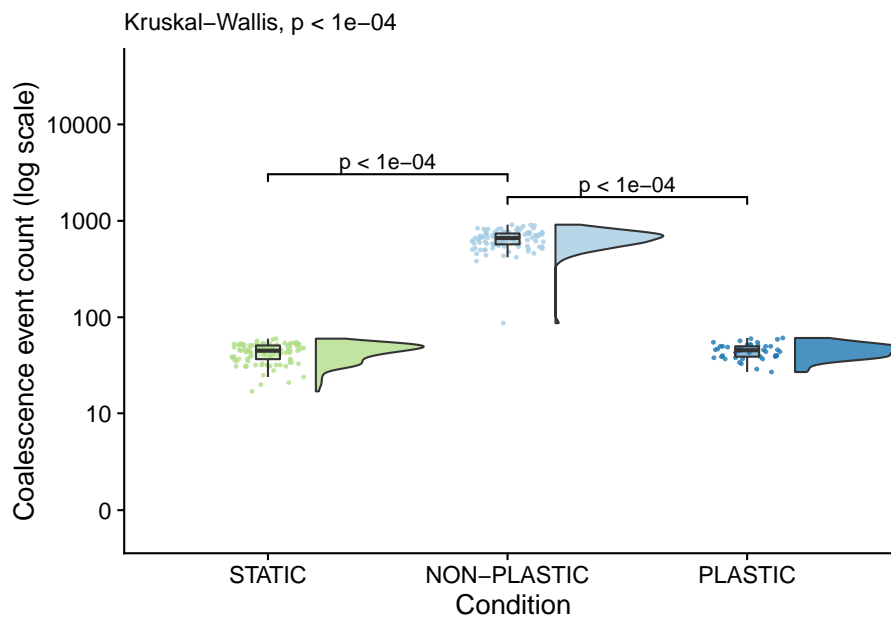 Kruskal−Wallis, p < 1e−04
Coalescence event count (log scale)
10000
1000
100
10
0
p < 1e−04
p < 1e−04
STATIC
NON−PLASTIC
PLASTIC
Condition